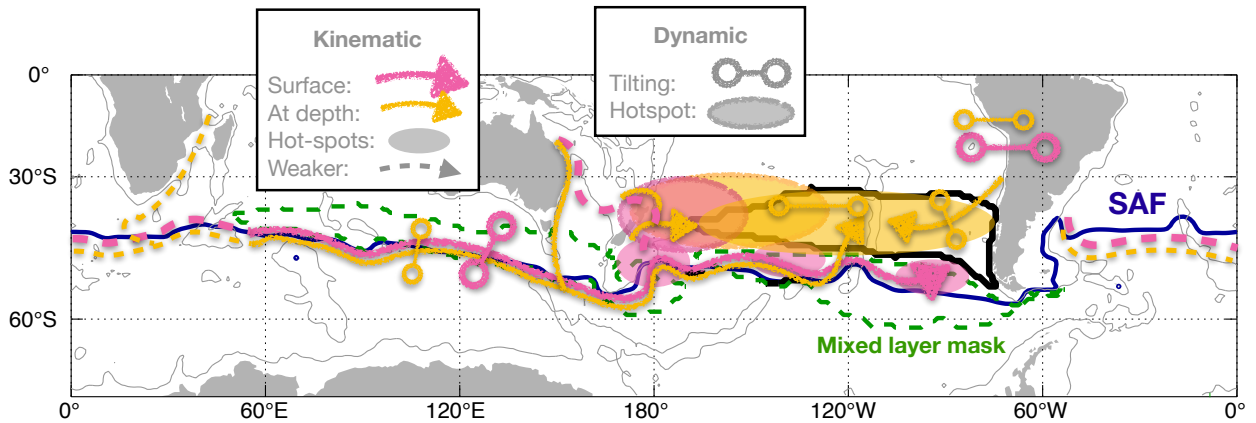 Kinematic
Surface:
At depth:
Hot-spots:
Weaker:
Dynamic
Tilting:
Hotspot:
0°
30°S
60°S
SAF
Mixed layer mask
0°
60°E
120°E
180°
120°W
60°W
0°